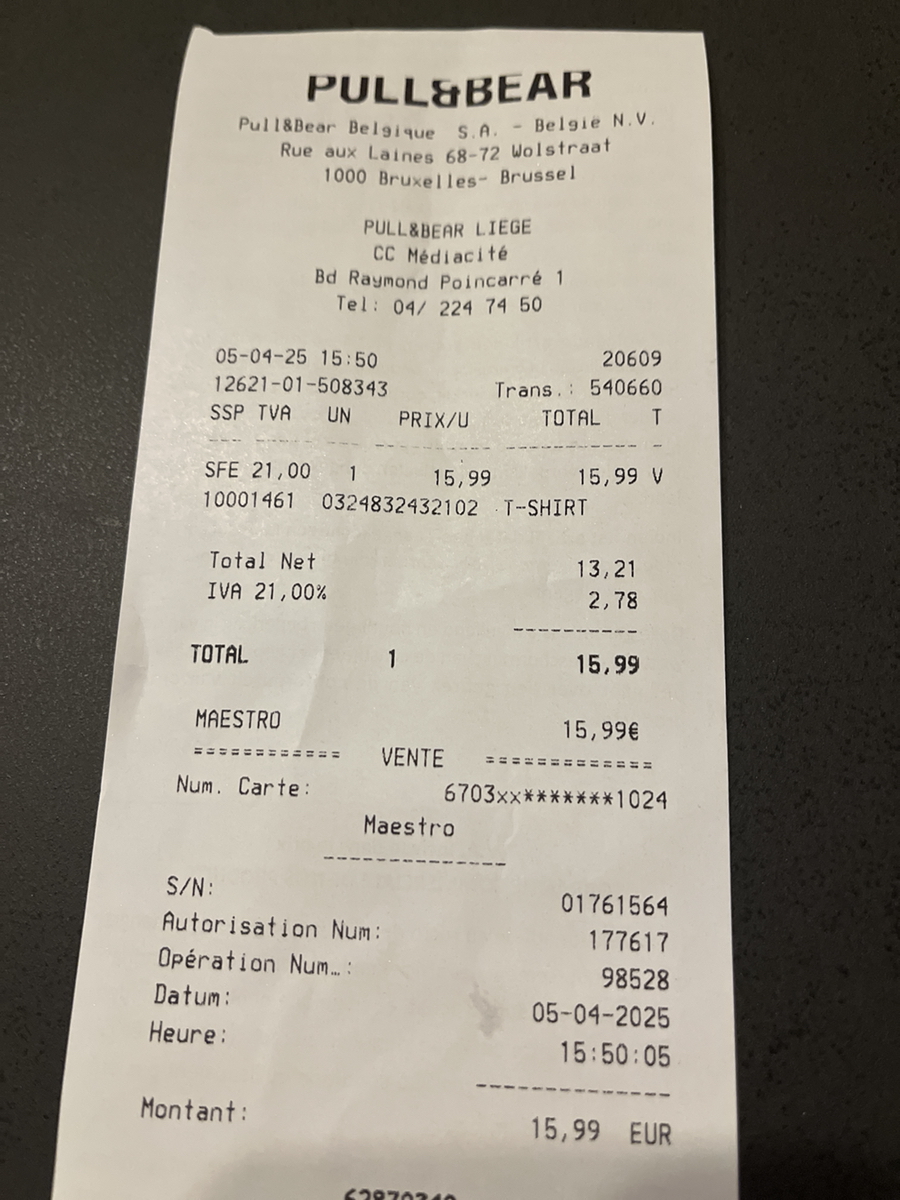 PULL&BEAR
Pull&Bear Belgique S.A. - Belgie N.V.
Rue aux Laines 68-72 Wolstraat
1000 Bruxelles- Brussel
PULL&BEAR LIEGE
CC Médiacité
Bd Raymond Poincarré 1
Tel: 04/ 224 74 50
05-04-25 15:50 20609
12621-01-508343 Trans.: 540660
SSP TVA UN PRIX/U TOTAL T
SFE 21,00 1 15,99 15,99 V
10001461 0324832432102 T-SHIRT
Total Net 13,21
IVA 21,00% 2,78
----------
TOTAL 1 15,99
MAESTRO 15,99€
============ VENTE =============
Num. Carte: 6703xx*******1024
Maestro
--------------
S/N: 01761564
Autorisation Num: 177617
Opération Num…: 98528
Datum: 05-04-2025
Heure: 15:50:05
--------------
Montant: 15,99 EUR